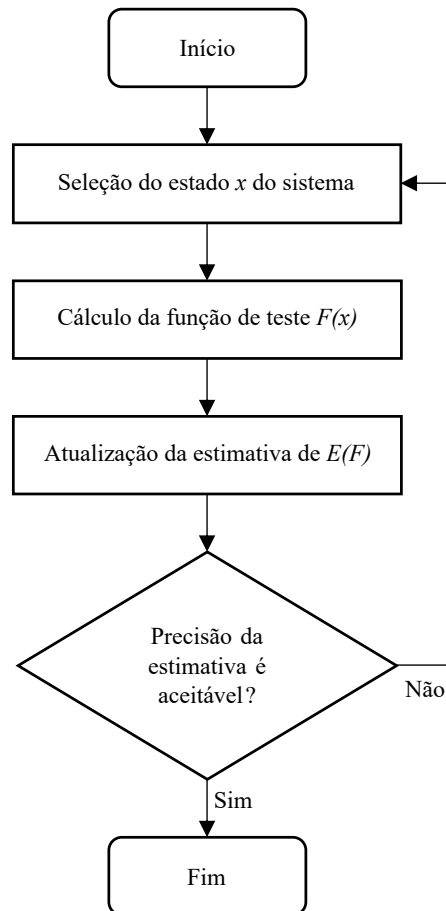 Início
Seleção do estado x do sistema
Cálculo da função de teste F(x)
Atualização da estimativa de E(F)
Precisão da
estimativa é
aceitável?
Não
Sim
Fim